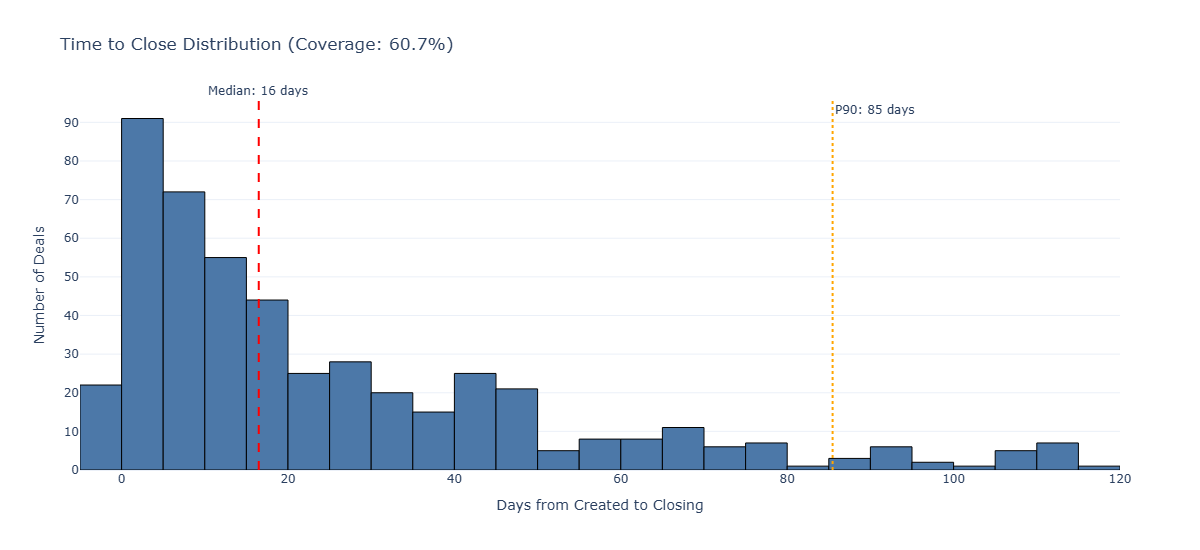 Time to Close Distribution (Coverage: 60.7%)
Median: 16 days
P90: 85 days
90
80
70
60
50
40
30
20
10
0
Number of Deals
0 20 40 60 80 100 120
Days from Created to Closing